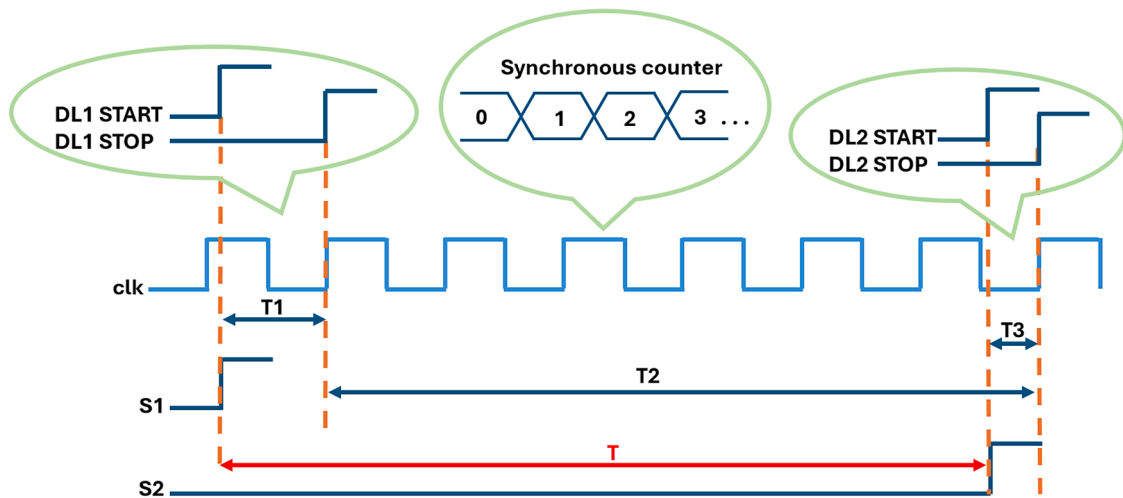 Synchronous counter
0 1 2 3 ...
DL1 START
DL1 STOP
DL2 START
DL2 STOP
clk
T1
T3
T2
S1
T
S2